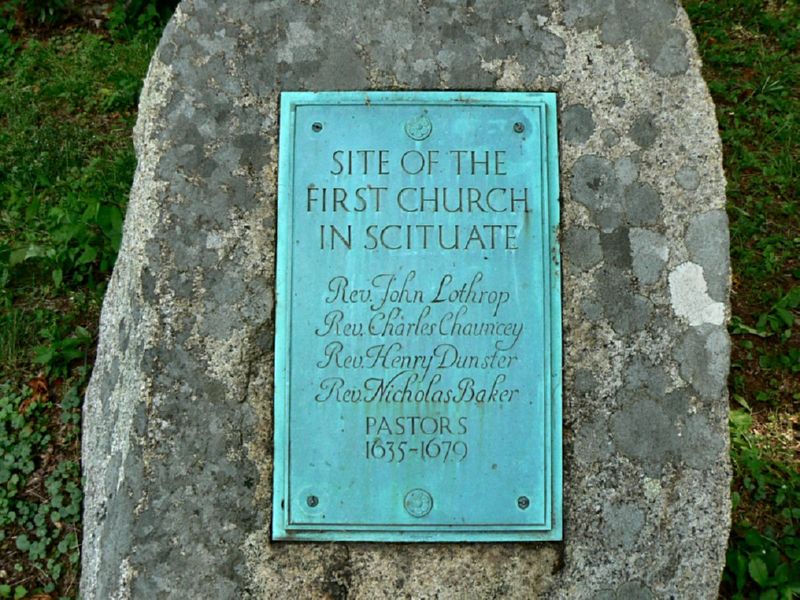 SITE OF THE
FIRST CHURCH
IN SCITUATE
Rev. John Lothrop
Rev. Charles Chauncey
Rev. Henry Dunster
Rev. Nicholas Baker
PASTORS
1635-1679